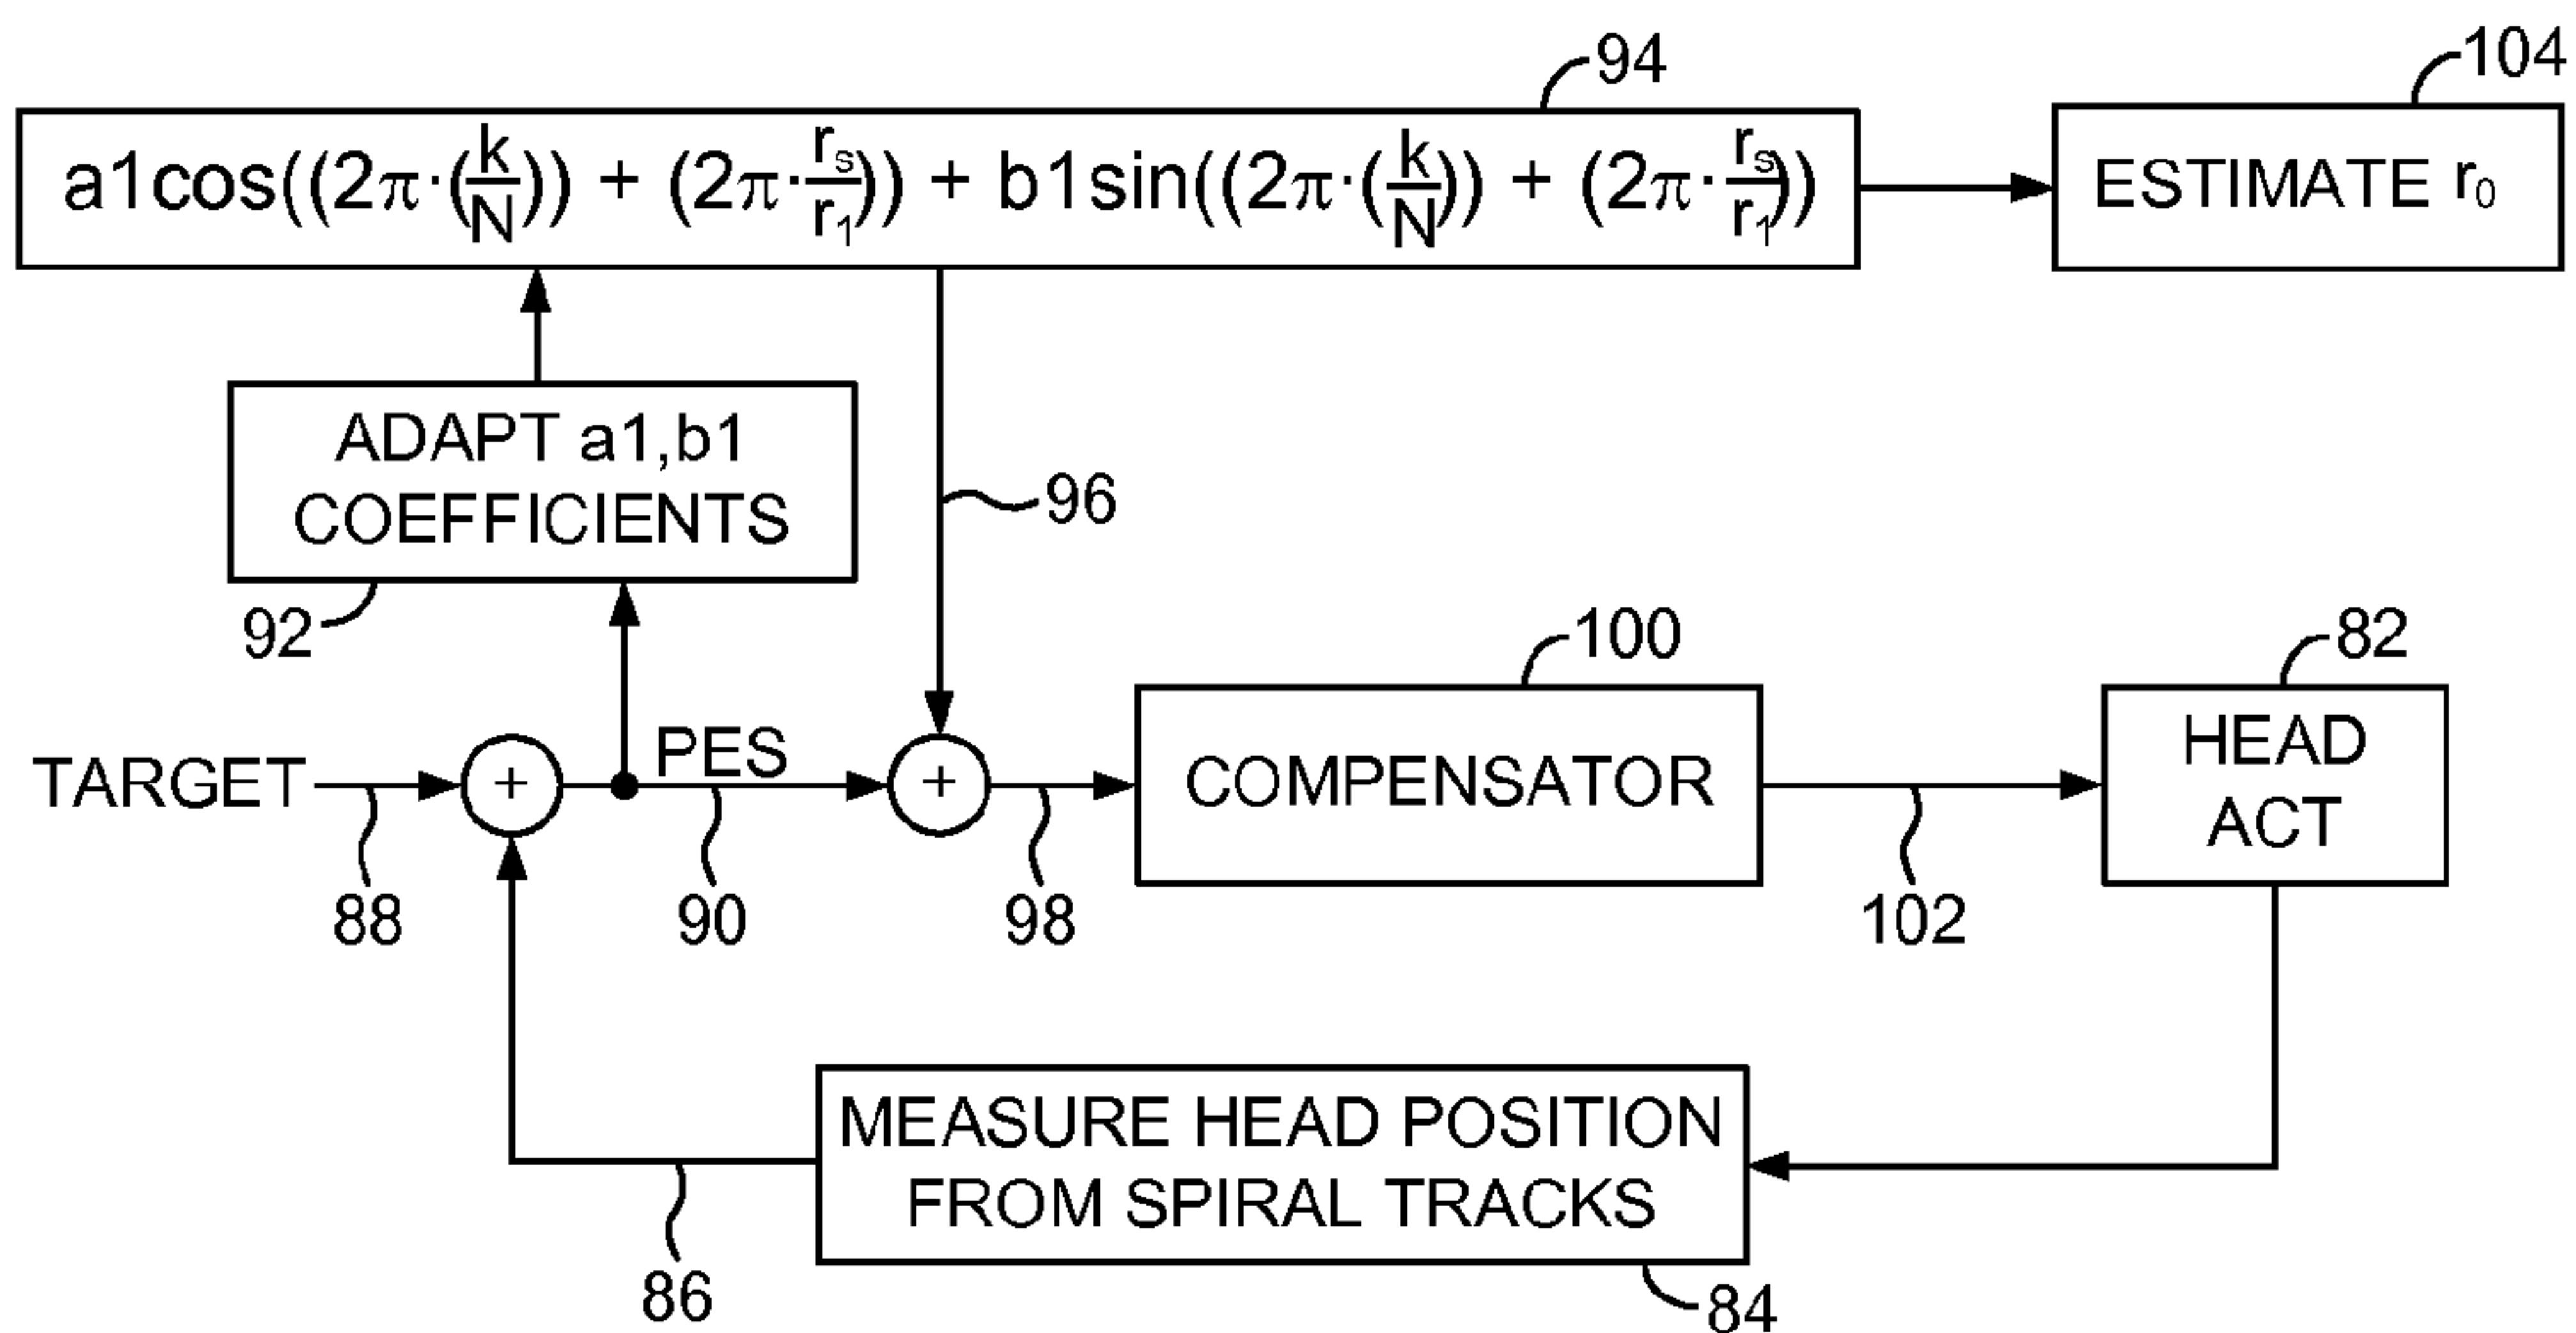 94
104
a1cos((2π·(k/N)) + (2π·rₛ/r₁)) + b1sin((2π·(k/N)) + (2π·rₛ/r₁))
ESTIMATE r₀
ADAPT a1,b1
COEFFICIENTS
96
92
100
82
TARGET
+
PES
+
COMPENSATOR
HEAD
ACT
88
90
98
102
MEASURE HEAD POSITION
FROM SPIRAL TRACKS
86
84